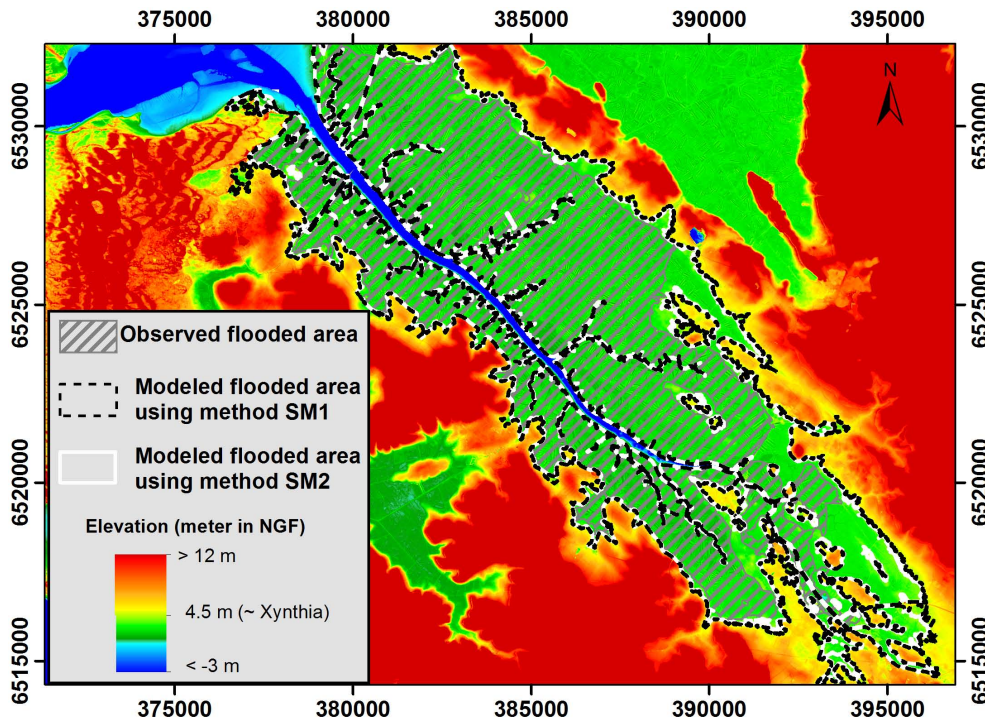 375000 380000 385000 390000 395000
N
6530000 6530000
6525000 6525000
Observed flooded area
Modeled flooded area
using method SM1
Modeled flooded area
using method SM2
6520000 6520000
Elevation (meter in NGF)
> 12 m
4.5 m (~ Xynthia)
< -3 m
6515000 6515000
375000 380000 385000 390000 395000